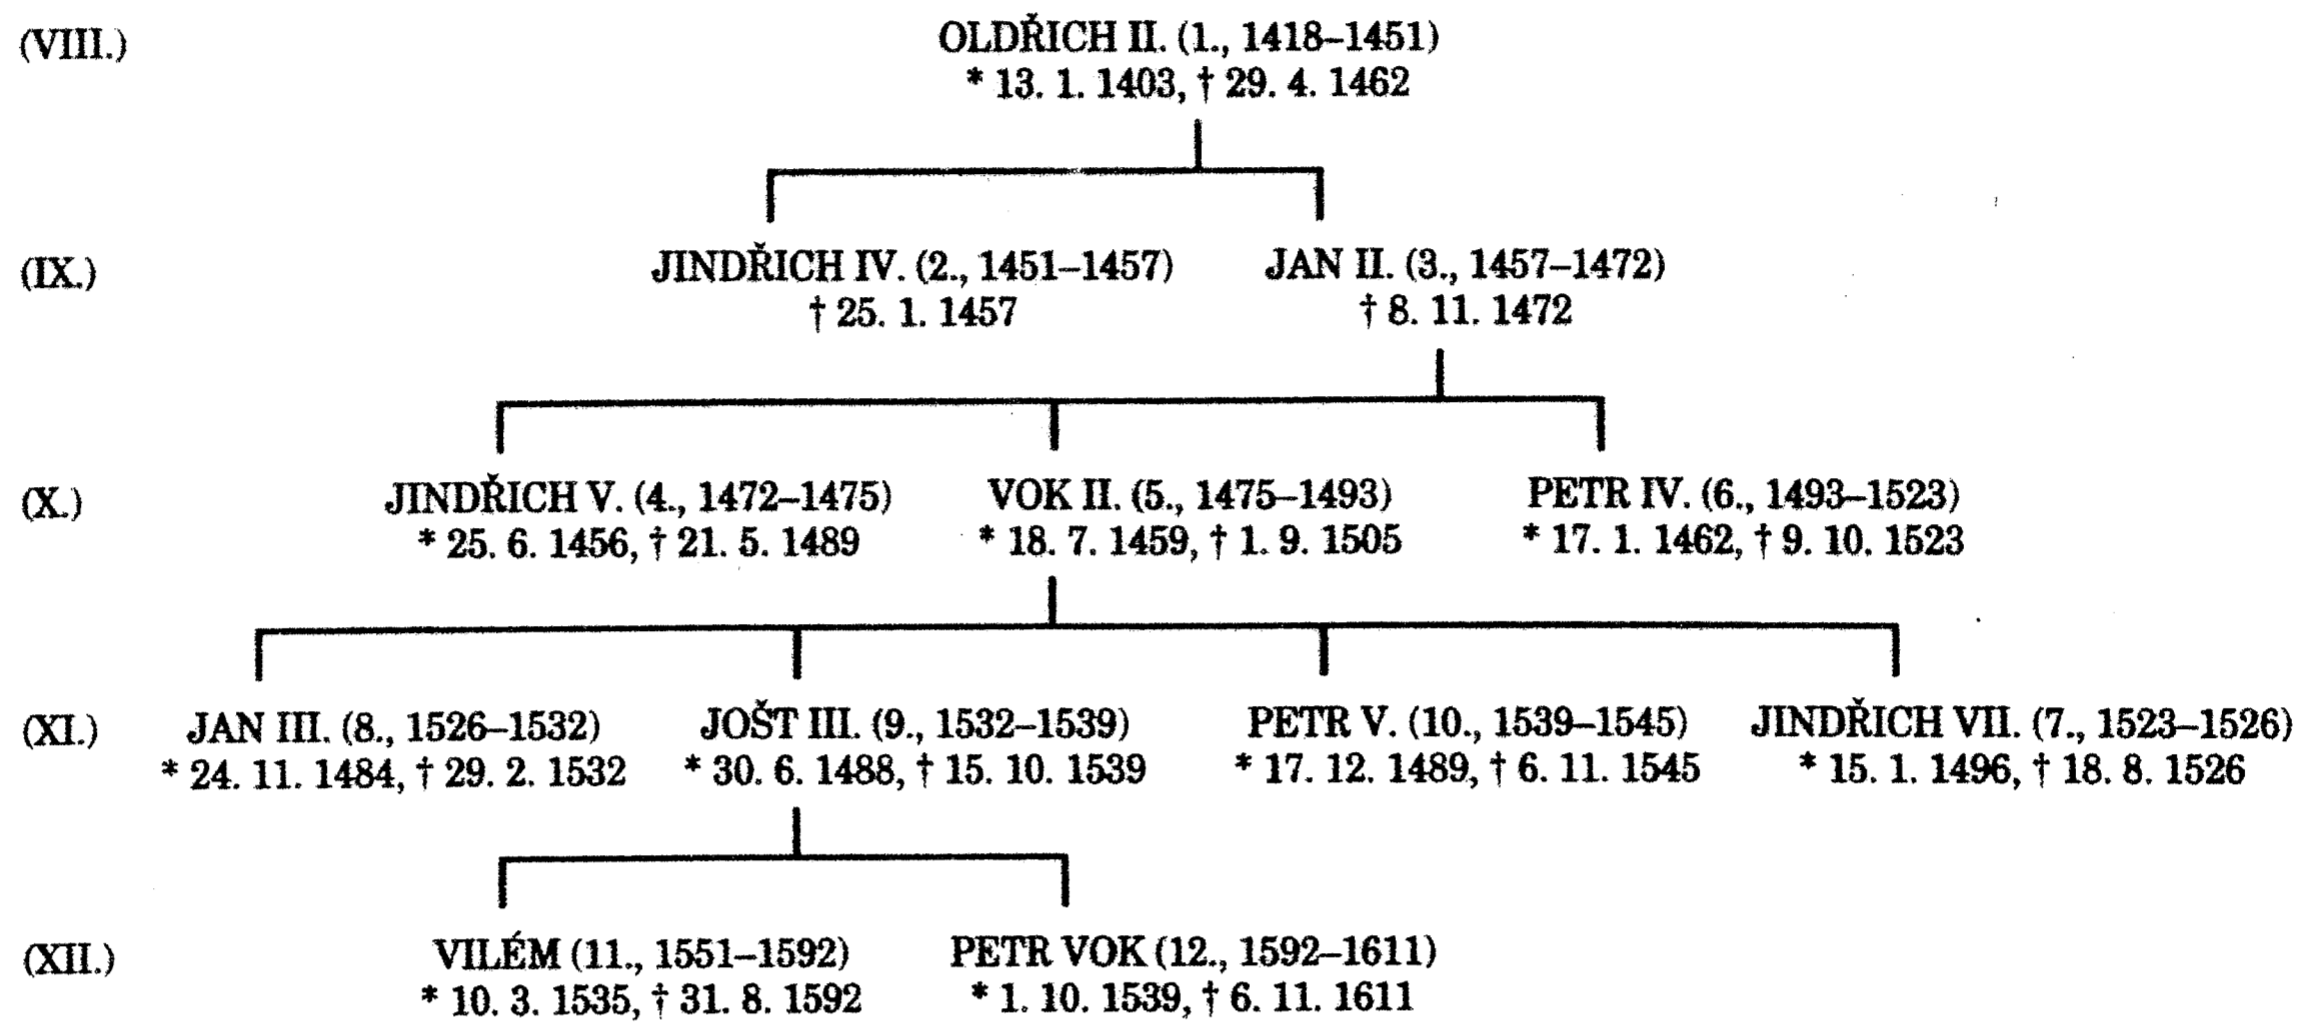 (VIII.) OLDŘICH II. (1., 1418–1451)
* 13. 1. 1403, † 29. 4. 1462
(IX.) JINDŘICH IV. (2., 1451–1457) JAN II. (3., 1457–1472)
† 25. 1. 1457 † 8. 11. 1472
(X.) JINDŘICH V. (4., 1472–1475) VOK II. (5., 1475–1493) PETR IV. (6., 1493–1523)
* 25. 6. 1456, † 21. 5. 1489 * 18. 7. 1459, † 1. 9. 1505 * 17. 1. 1462, † 9. 10. 1523
(XI.) JAN III. (8., 1526–1532) JOŠT III. (9., 1532–1539) PETR V. (10., 1539–1545) JINDŘICH VII. (7., 1523–1526)
* 24. 11. 1484, † 29. 2. 1532 * 30. 6. 1488, † 15. 10. 1539 * 17. 12. 1489, † 6. 11. 1545 * 15. 1. 1496, † 18. 8. 1526
(XII.) VILÉM (11., 1551–1592) PETR VOK (12., 1592–1611)
* 10. 3. 1535, † 31. 8. 1592 * 1. 10. 1539, † 6. 11. 1611